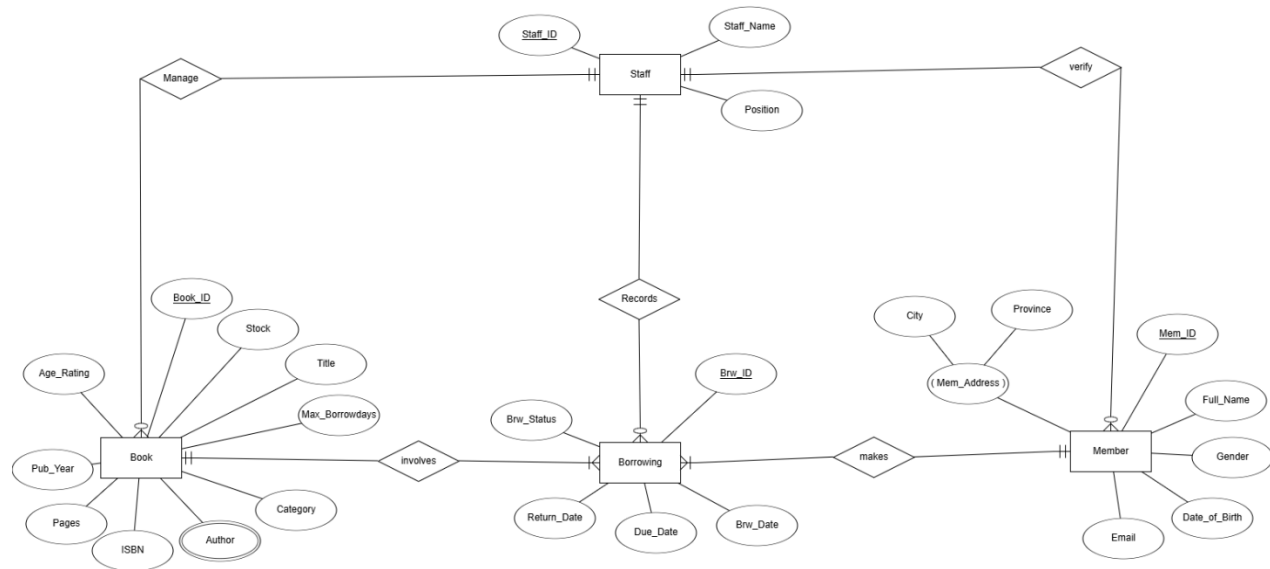 Staff_ID
Staff_Name
Manage
Staff
verify
Position
Book_ID
Records
City
Province
Stock
Mem_ID
Title
Age_Rating
Brw_ID
( Mem_Address )
Full_Name
Max_Borrowdays
Brw_Status
Book
involves
Borrowing
makes
Member
Pub_Year
Gender
Category
Return_Date
Due_Date
Brw_Date
Date_of_Birth
Pages
ISBN
Author
Email